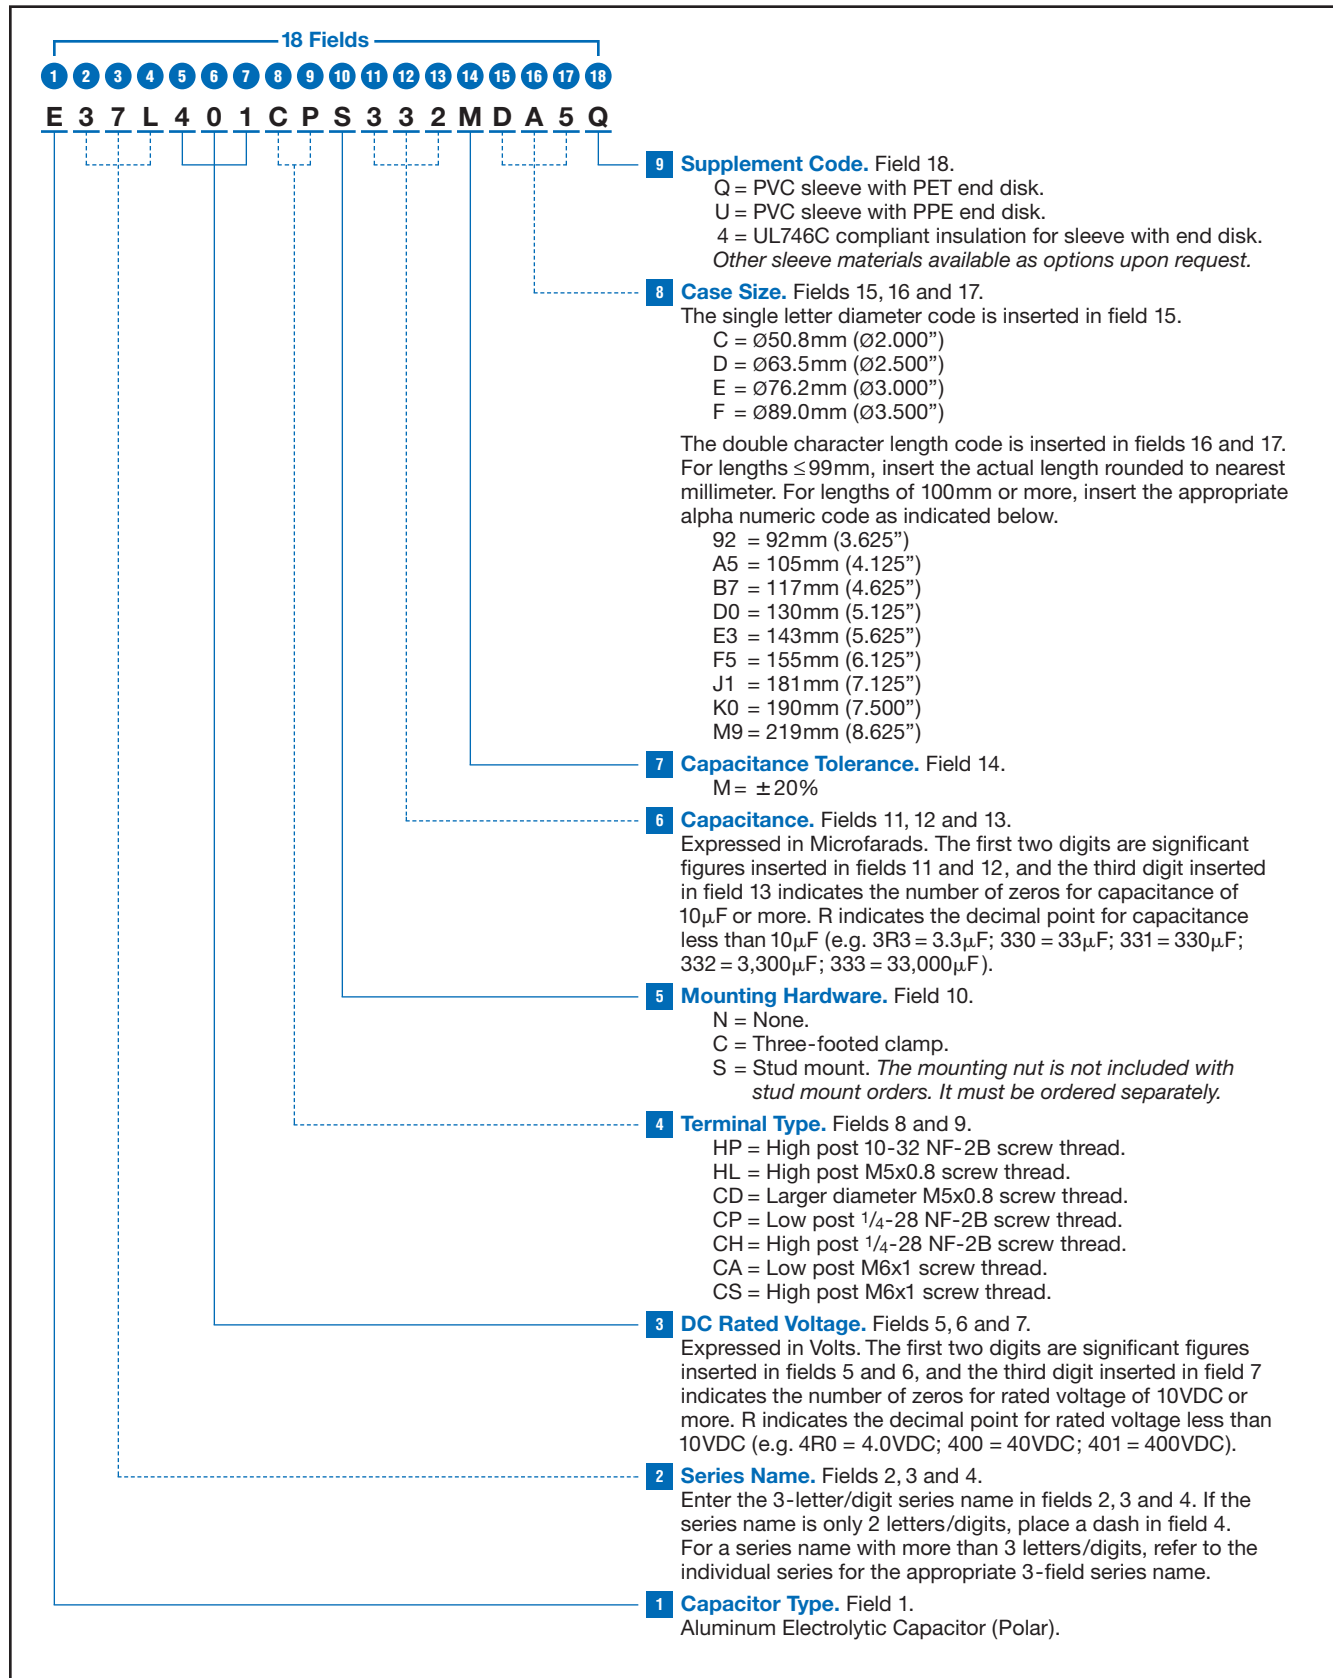 18 Fields
1 2 3 4 5 6 7 8 9 10 11 12 13 14 15 16 17 18
E 3 7 L 4 0 1 C P S 3 3 2 M D A 5 Q
9 Supplement Code. Field 18.
Q = PVC sleeve with PET end disk.
U = PVC sleeve with PPE end disk.
4 = UL746C compliant insulation for sleeve with end disk.
Other sleeve materials available as options upon request.
8 Case Size. Fields 15, 16 and 17.
The single letter diameter code is inserted in field 15.
C = Ø50.8mm (Ø2.000”)
D = Ø63.5mm (Ø2.500”)
E = Ø76.2mm (Ø3.000”)
F = Ø89.0mm (Ø3.500”)
The double character length code is inserted in fields 16 and 17.
For lengths ≤99mm, insert the actual length rounded to nearest
millimeter. For lengths of 100mm or more, insert the appropriate
alpha numeric code as indicated below.
92 = 92mm (3.625”)
A5 = 105mm (4.125”)
B7 = 117mm (4.625”)
D0 = 130mm (5.125”)
E3 = 143mm (5.625”)
F5 = 155mm (6.125”)
J1 = 181mm (7.125”)
K0 = 190mm (7.500”)
M9 = 219mm (8.625”)
7 Capacitance Tolerance. Field 14.
M = ±20%
6 Capacitance. Fields 11, 12 and 13.
Expressed in Microfarads. The first two digits are significant
figures inserted in fields 11 and 12, and the third digit inserted
in field 13 indicates the number of zeros for capacitance of
10µF or more. R indicates the decimal point for capacitance
less than 10µF (e.g. 3R3 = 3.3µF; 330 = 33µF; 331 = 330µF;
332 = 3,300µF; 333 = 33,000µF).
5 Mounting Hardware. Field 10.
N = None.
C = Three-footed clamp.
S = Stud mount. The mounting nut is not included with
stud mount orders. It must be ordered separately.
4 Terminal Type. Fields 8 and 9.
HP = High post 10-32 NF-2B screw thread.
HL = High post M5x0.8 screw thread.
CD = Larger diameter M5x0.8 screw thread.
CP = Low post 1/4-28 NF-2B screw thread.
CH = High post 1/4-28 NF-2B screw thread.
CA = Low post M6x1 screw thread.
CS = High post M6x1 screw thread.
3 DC Rated Voltage. Fields 5, 6 and 7.
Expressed in Volts. The first two digits are significant figures
inserted in fields 5 and 6, and the third digit inserted in field 7
indicates the number of zeros for rated voltage of 10VDC or
more. R indicates the decimal point for rated voltage less than
10VDC (e.g. 4R0 = 4.0VDC; 400 = 40VDC; 401 = 400VDC).
2 Series Name. Fields 2, 3 and 4.
Enter the 3-letter/digit series name in fields 2, 3 and 4. If the
series name is only 2 letters/digits, place a dash in field 4.
For a series name with more than 3 letters/digits, refer to the
individual series for the appropriate 3-field series name.
1 Capacitor Type. Field 1.
Aluminum Electrolytic Capacitor (Polar).